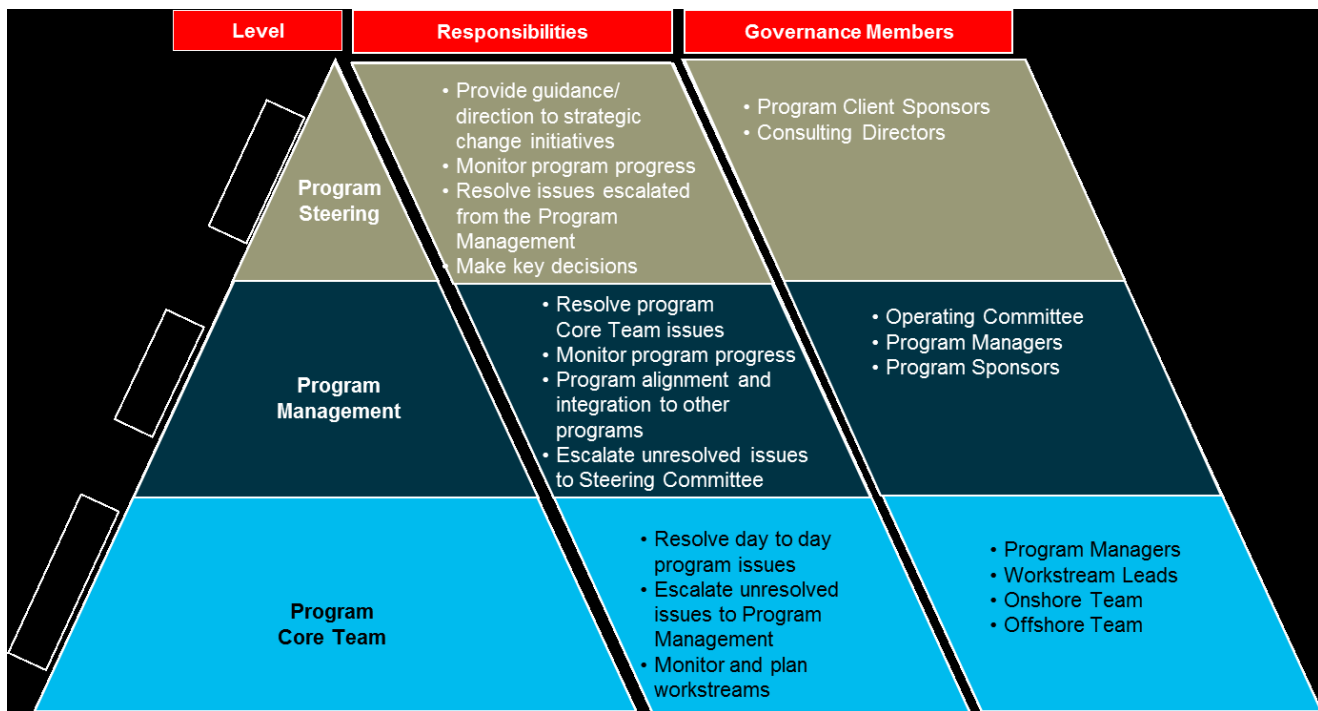 Level
Responsibilities
Governance Members
Program
Steering
• Provide guidance/
direction to strategic
change initiatives
• Monitor program progress
• Resolve issues escalated
from the Program
Management
• Make key decisions
• Program Client Sponsors
• Consulting Directors
Program
Management
• Resolve program
Core Team issues
• Monitor program progress
• Program alignment and
integration to other
programs
• Escalate unresolved issues
to Steering Committee
• Operating Committee
• Program Managers
• Program Sponsors
Program
Core Team
• Resolve day to day
program issues
• Escalate unresolved
issues to Program
Management
• Monitor and plan
workstreams
• Program Managers
• Workstream Leads
• Onshore Team
• Offshore Team